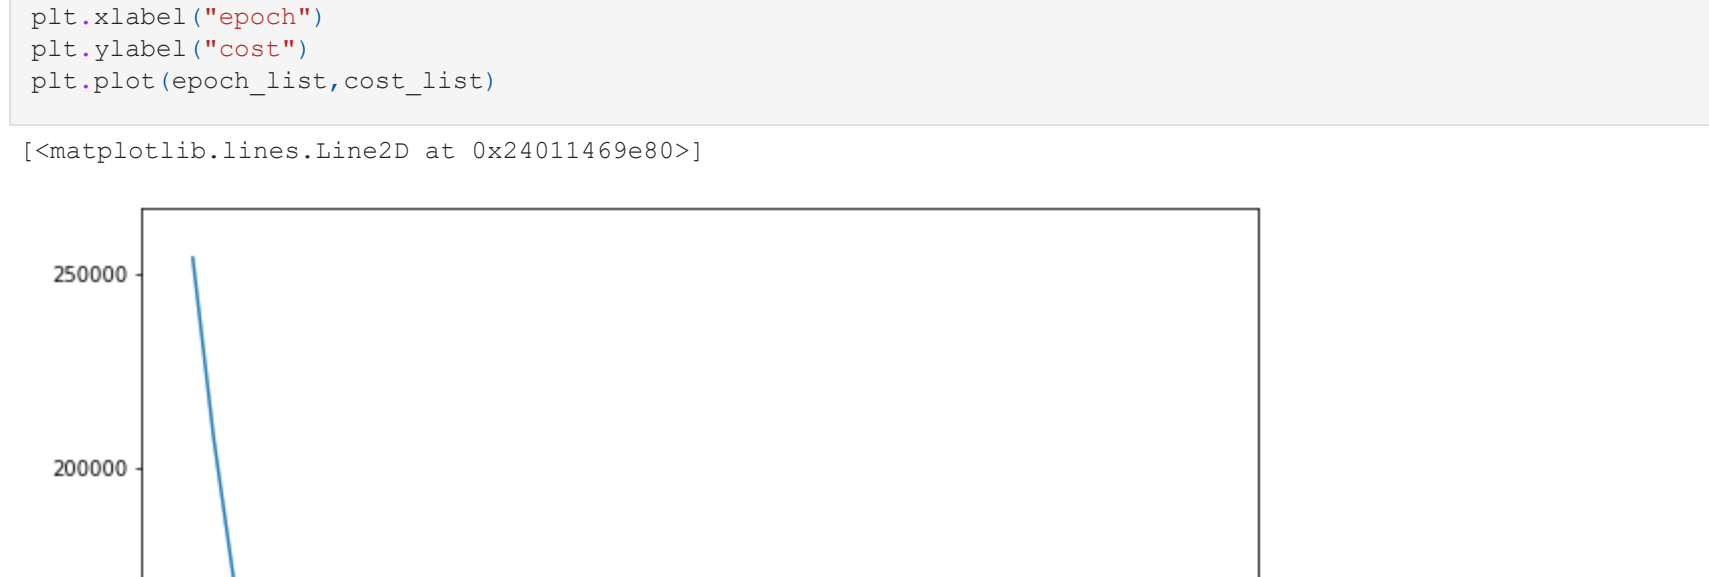 plt.xlabel("epoch")
plt.ylabel("cost")
plt.plot(epoch_list,cost_list)
[<matplotlib.lines.Line2D at 0x24011469e80>]
250000
200000